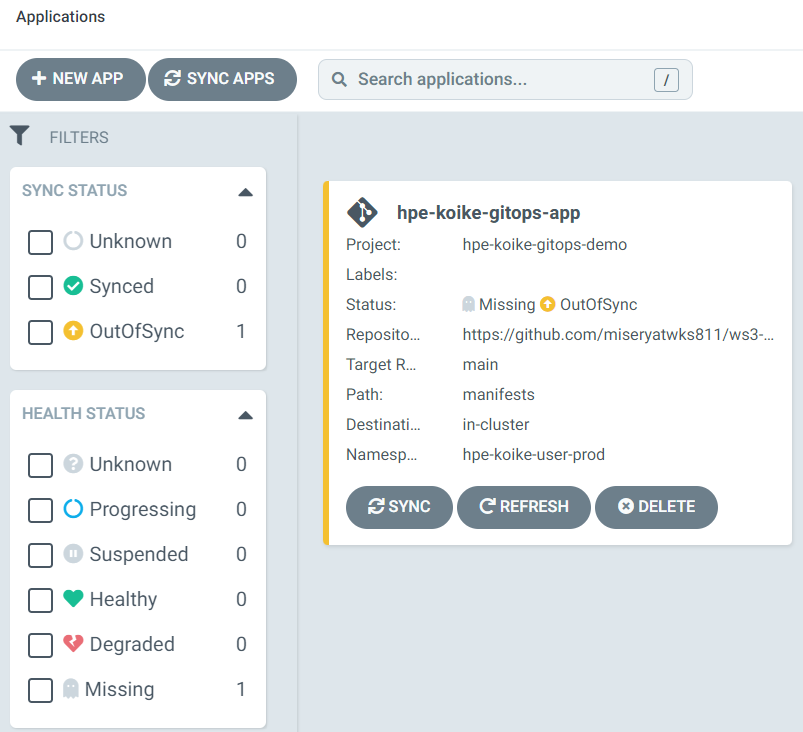 Applications
NEW APP
SYNC APPS
Search applications...
/
FILTERS
SYNC STATUS
Unknown 0
Synced 0
OutOfSync 1
HEALTH STATUS
Unknown 0
Progressing 0
Suspended 0
Healthy 0
Degraded 0
Missing 1
hpe-koike-gitops-app
Project: hpe-koike-gitops-demo
Labels:
Status: Missing OutOfSync
Reposito... https://github.com/miseryatwks811/ws3-...
Target R... main
Path: manifests
Destinati... in-cluster
Namesp... hpe-koike-user-prod
SYNC
REFRESH
DELETE